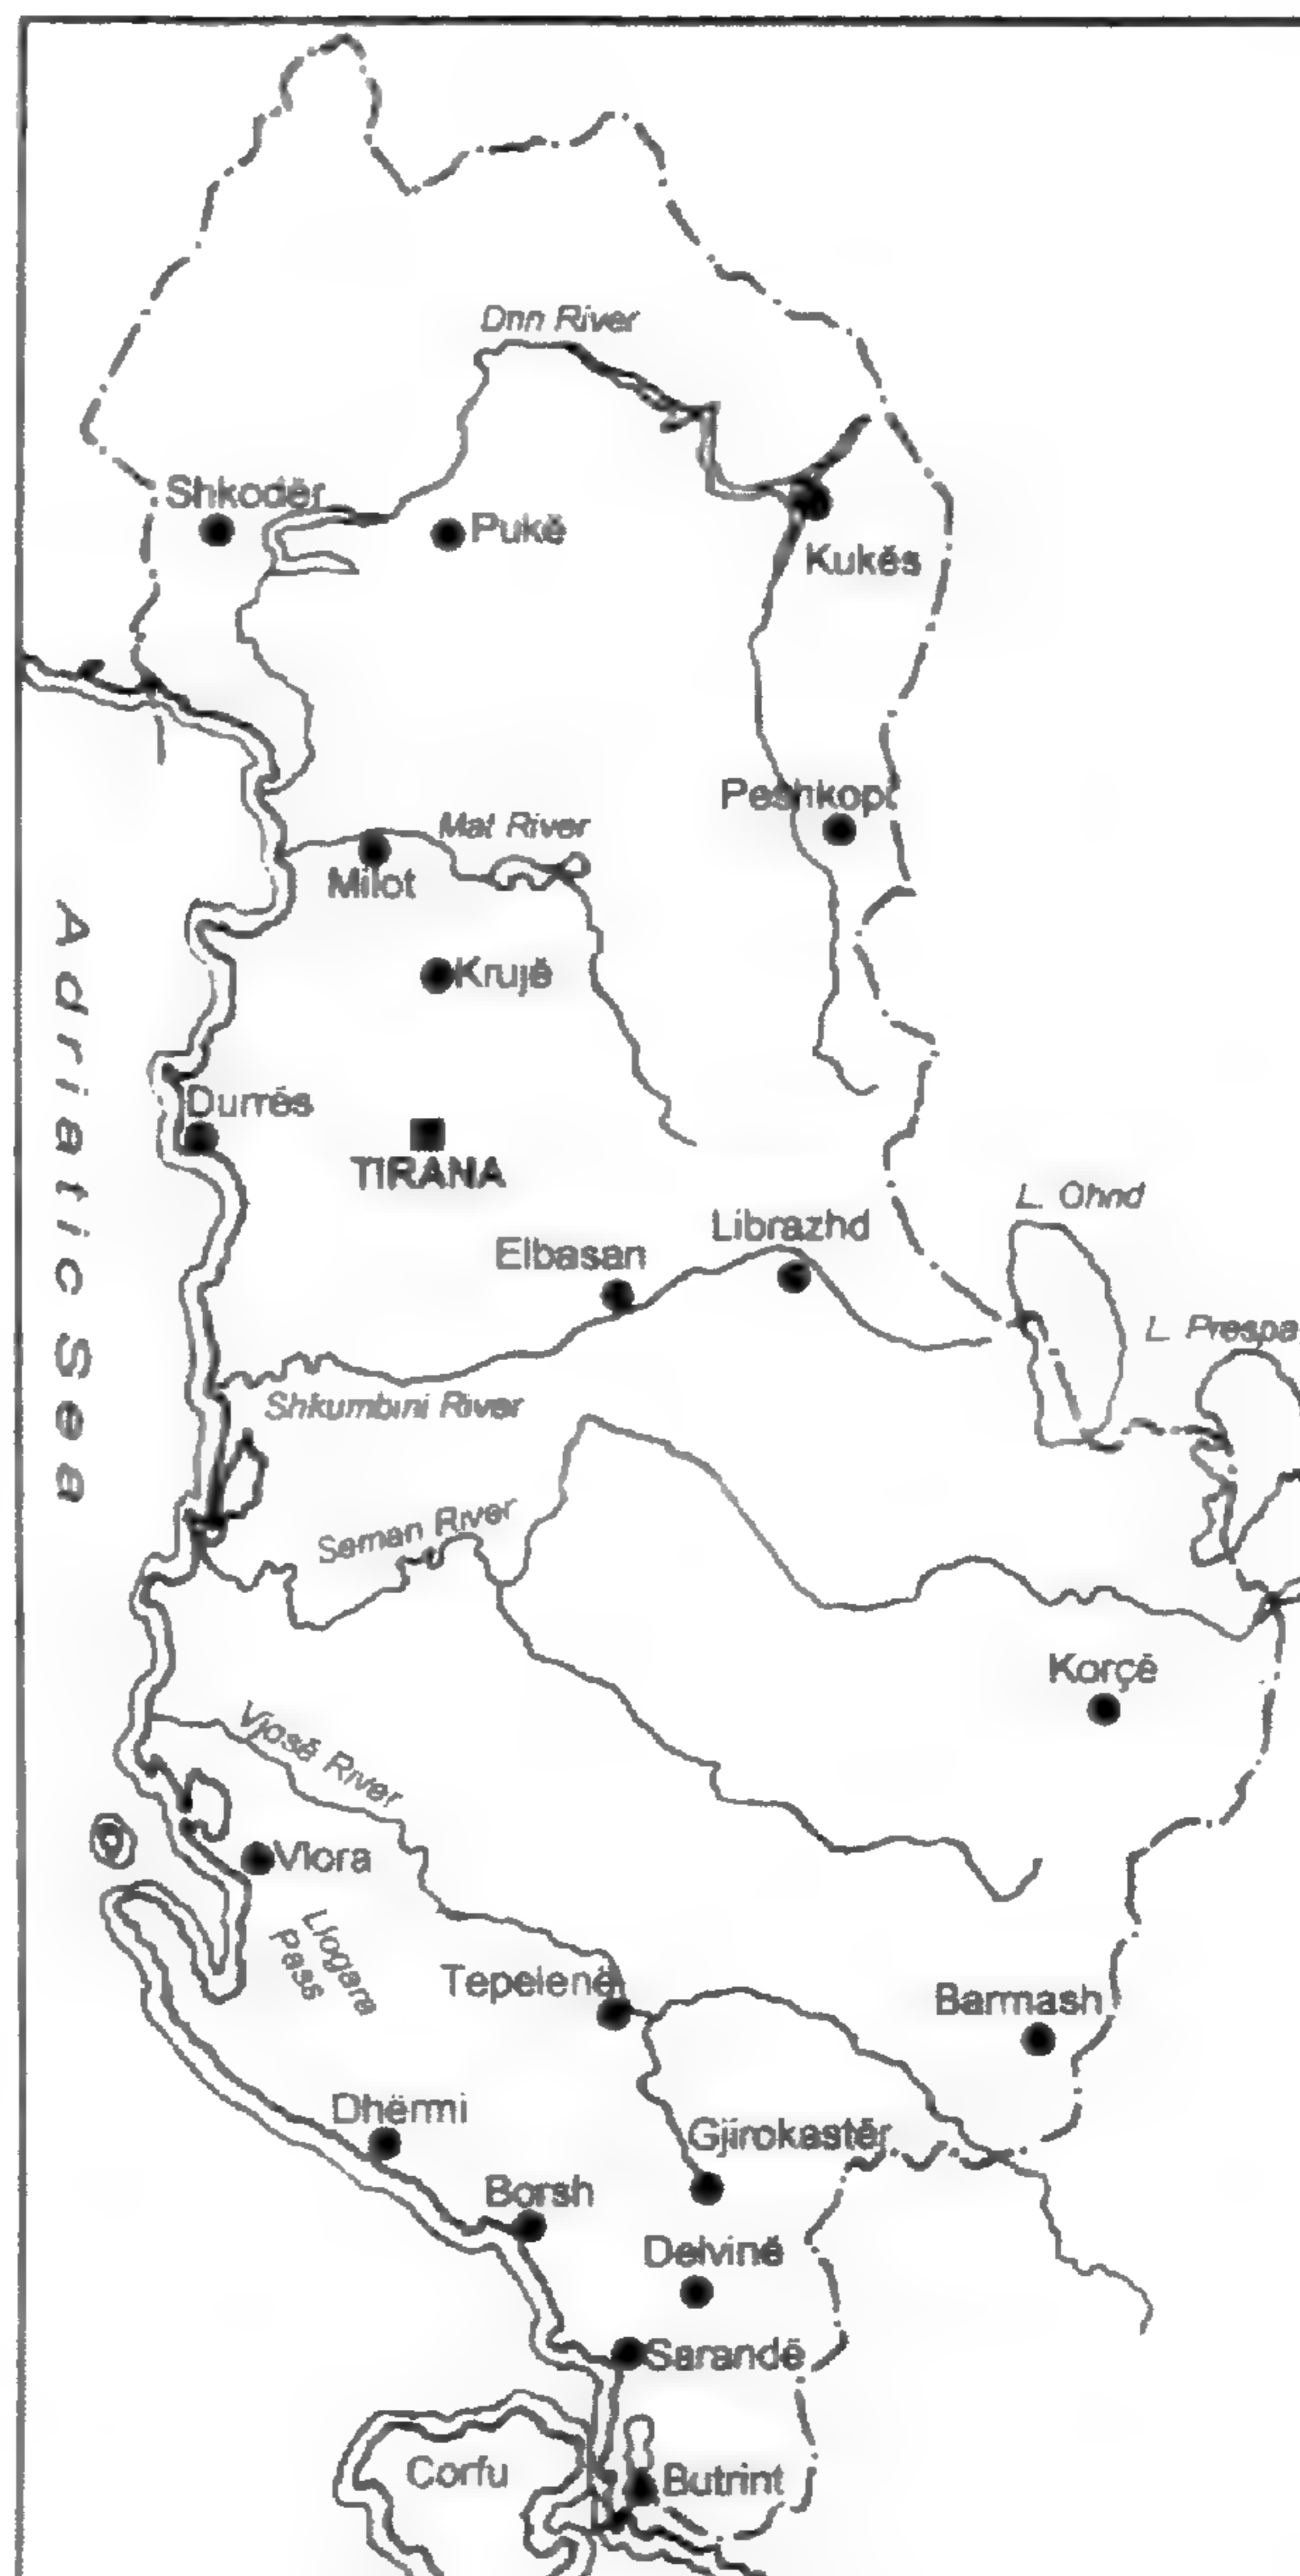 Drin River
Shkodër
Pukë
Kukës
Peshkopi
Mat River
Milot
Krujë
Adriatic Sea
Durrës
TIRANA
L. Ohrid
Librazhd
Elbasan
L. Prespa
Shkumbini River
Seman River
Korçë
Vjosë River
Vlora
Llogara
Pass
Tepelenë
Barmash
Dhërmi
Gjirokastër
Borsh
Delvinë
Sarandë
Corfu
Butrint